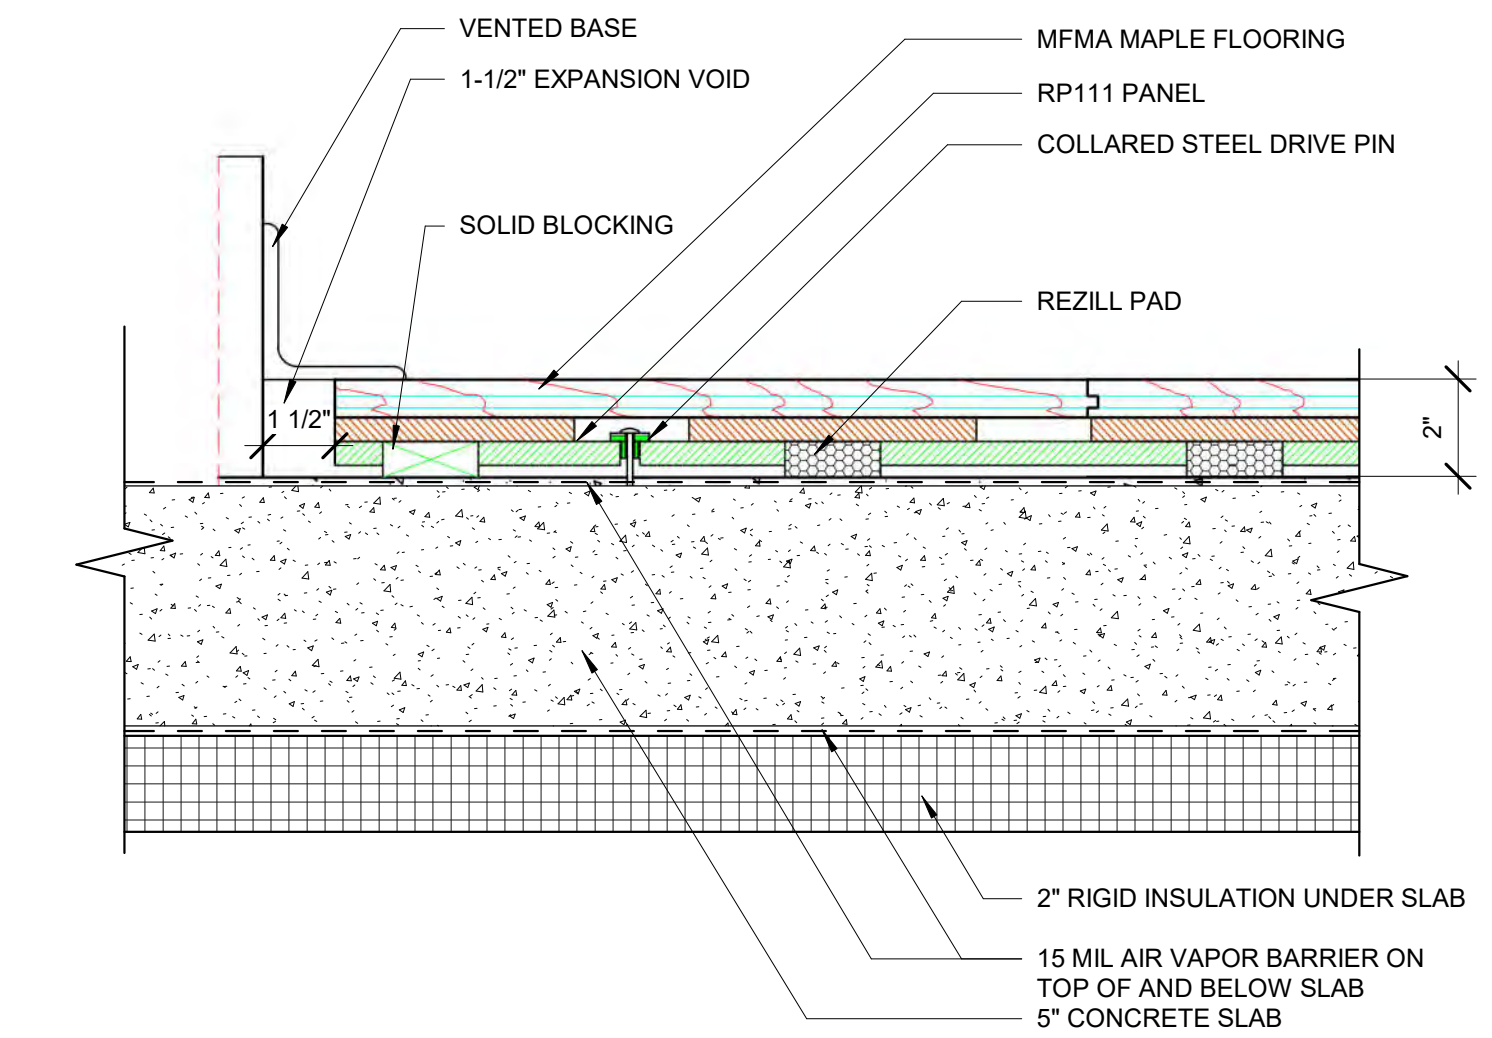 VENTED BASE
1-1/2" EXPANSION VOID
SOLID BLOCKING
MFMA MAPLE FLOORING
RP111 PANEL
COLLARED STEEL DRIVE PIN
REZILL PAD
1 1/2"
2"
2" RIGID INSULATION UNDER SLAB
15 MIL AIR VAPOR BARRIER ON
TOP OF AND BELOW SLAB
5" CONCRETE SLAB